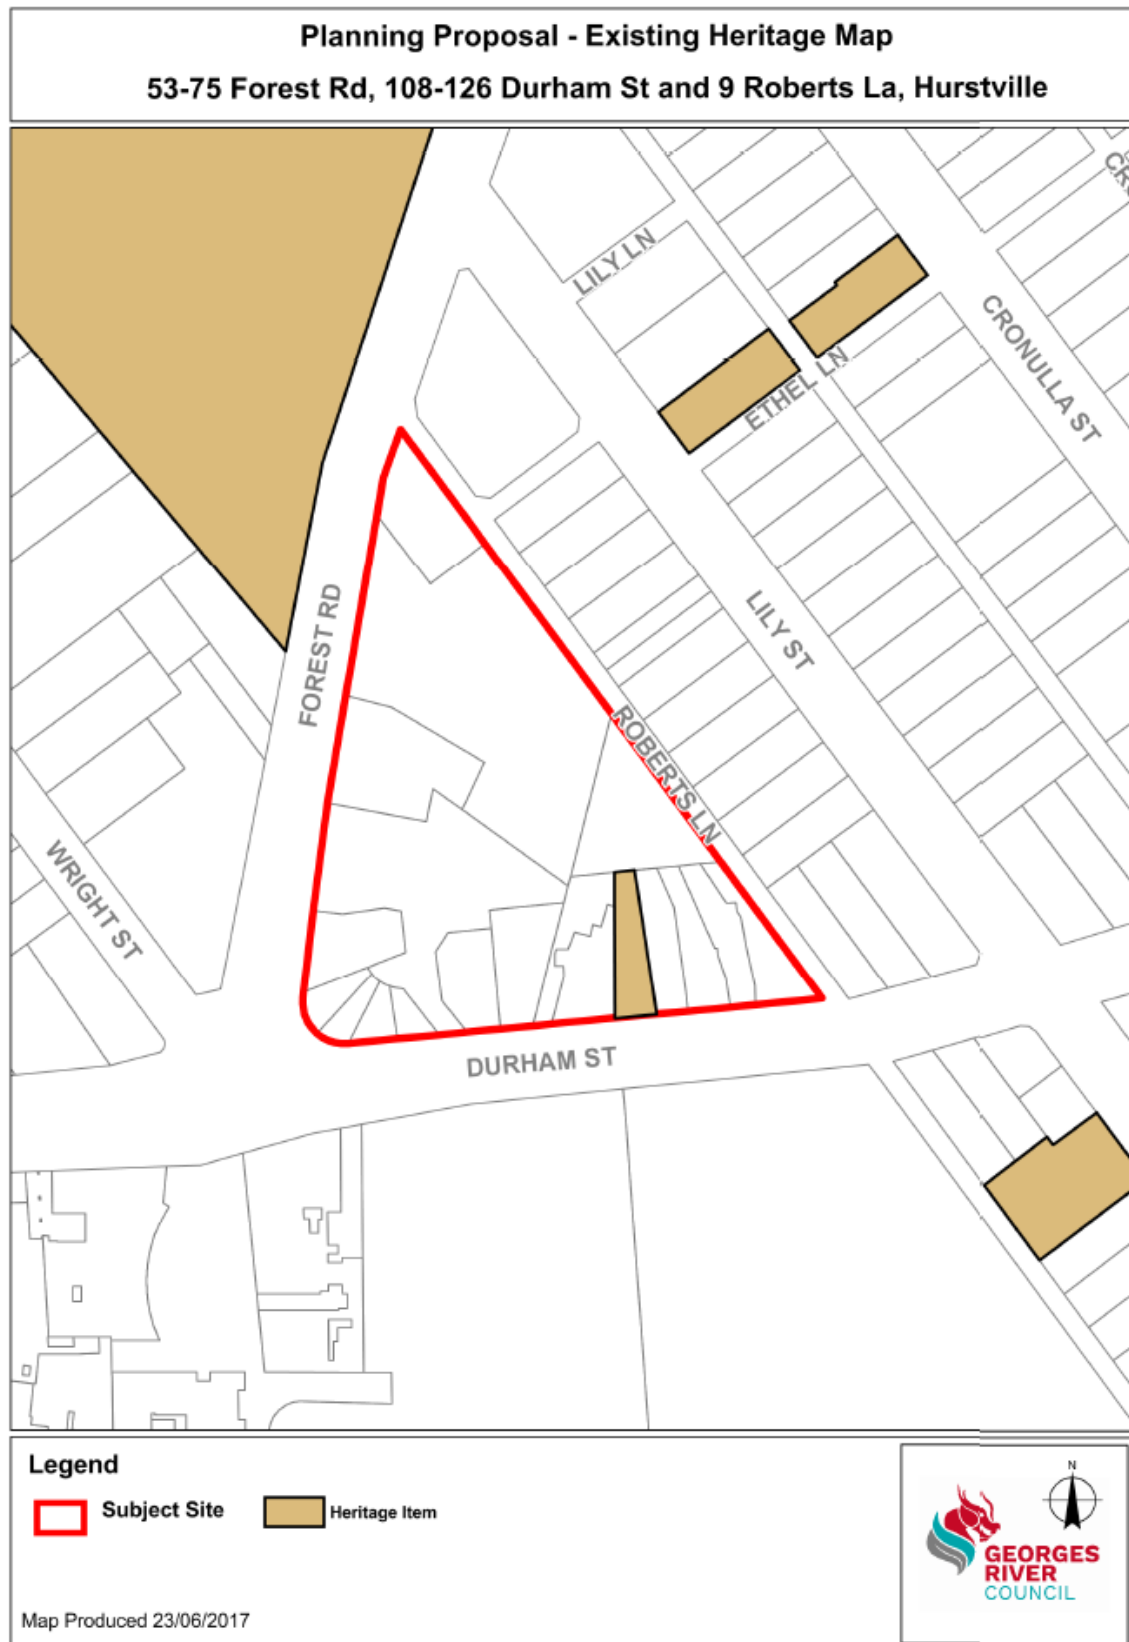 Planning Proposal - Existing Heritage Map
53-75 Forest Rd, 108-126 Durham St and 9 Roberts La, Hurstville
CR
LILY LN
CRONULLA ST
ETHEL LN
FOREST RD
LILY ST
ROBERTS LN
WRIGHT ST
DURHAM ST
Legend
Subject Site
Heritage Item
N
GEORGES
RIVER
COUNCIL
Map Produced 23/06/2017